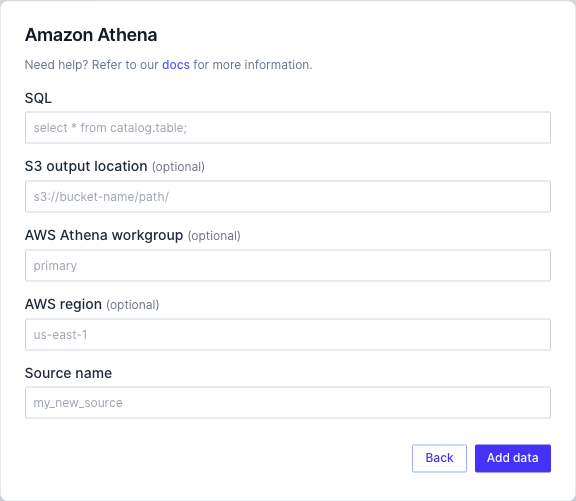 Amazon Athena
Need help? Refer to our docs for more information.
SQL
select * from catalog.table;
S3 output location (optional)
s3://bucket-name/path/
AWS Athena workgroup (optional)
primary
AWS region (optional)
us-east-1
Source name
my_new_source
Back Add data